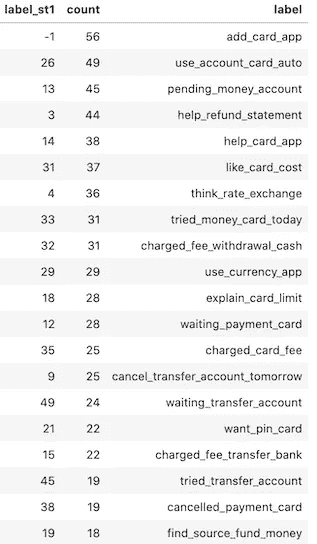 label_st1 count label
-1 56 add_card_app
26 49 use_account_card_auto
13 45 pending_money_account
3 44 help_refund_statement
14 38 help_card_app
31 37 like_card_cost
4 36 think_rate_exchange
33 31 tried_money_card_today
32 31 charged_fee_withdrawal_cash
29 29 use_currency_app
18 28 explain_card_limit
12 28 waiting_payment_card
35 25 charged_card_fee
9 25 cancel_transfer_account_tomorrow
49 24 waiting_transfer_account
21 22 want_pin_card
15 22 charged_fee_transfer_bank
45 19 tried_transfer_account
38 19 cancelled_payment_card
19 18 find_source_fund_money